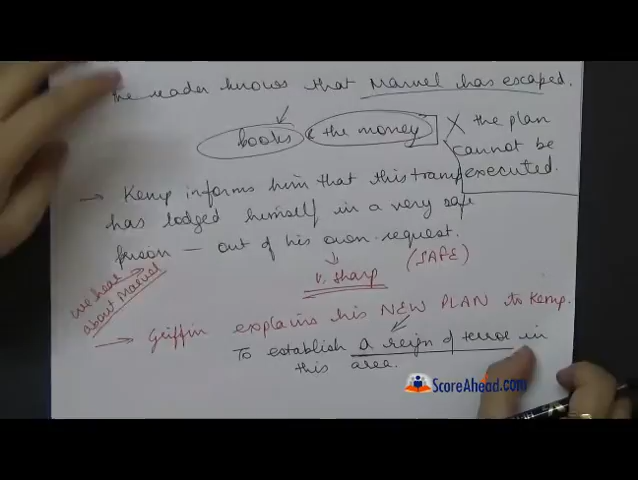 The reader knows that Marvel has escaped.
books & the money X the plan
cannot be
executed.
→ Kemp informs him that this tramp
has lodged himself in a very safe
prison — out of his own request.
v. sharp (SAFE)
we hear
about Marvel
→ Griffin explains his NEW PLAN to Kemp.
To establish a reign of terror in
this area.
ScoreAhead.com